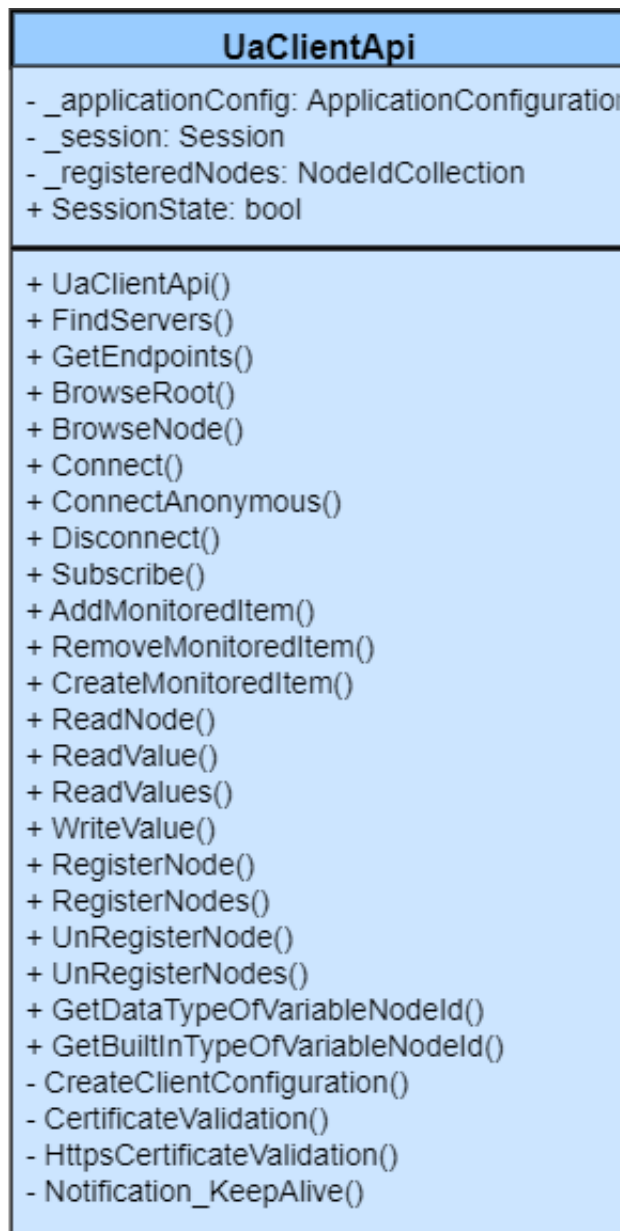 UaClientApi
- _applicationConfig: ApplicationConfiguration
- _session: Session
- _registeredNodes: NodeIdCollection
+ SessionState: bool
+ UaClientApi()
+ FindServers()
+ GetEndpoints()
+ BrowseRoot()
+ BrowseNode()
+ Connect()
+ ConnectAnonymous()
+ Disconnect()
+ Subscribe()
+ AddMonitoredItem()
+ RemoveMonitoredItem()
+ CreateMonitoredItem()
+ ReadNode()
+ ReadValue()
+ ReadValues()
+ WriteValue()
+ RegisterNode()
+ RegisterNodes()
+ UnRegisterNode()
+ UnRegisterNodes()
+ GetDataTypeOfVariableNodeId()
+ GetBuiltInTypeOfVariableNodeId()
- CreateClientConfiguration()
- CertificateValidation()
- HttpsCertificateValidation()
- Notification_KeepAlive()